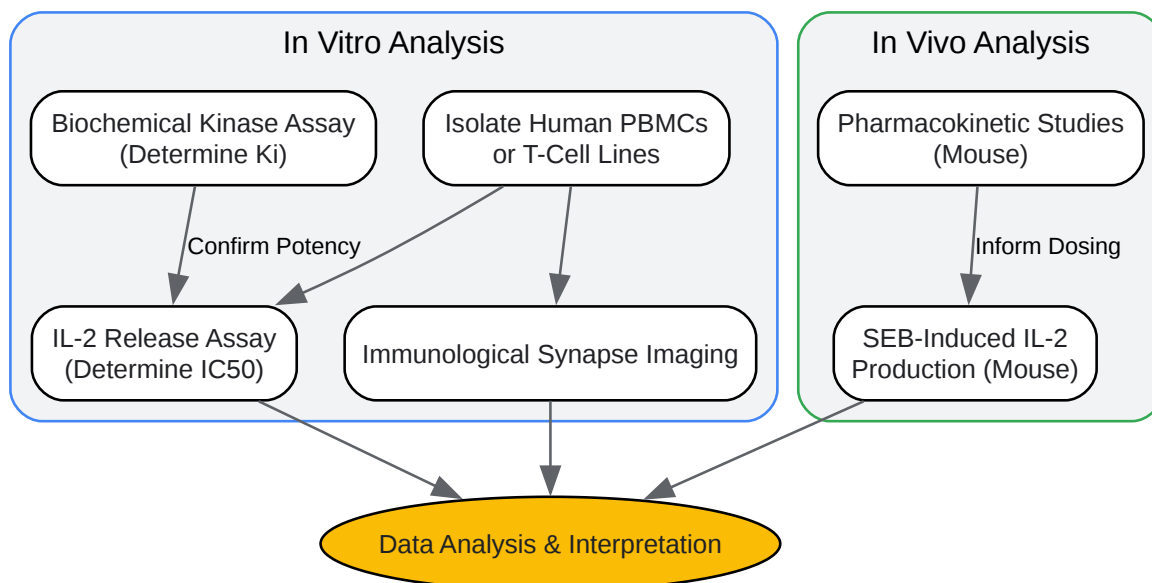 In Vitro Analysis
Biochemical Kinase Assay
(Determine Ki)
Isolate Human PBMCs
or T-Cell Lines
Confirm Potency
IL-2 Release Assay
(Determine IC50)
Immunological Synapse Imaging
In Vivo Analysis
Pharmacokinetic Studies
(Mouse)
Inform Dosing
SEB-Induced IL-2
Production (Mouse)
Data Analysis & Interpretation